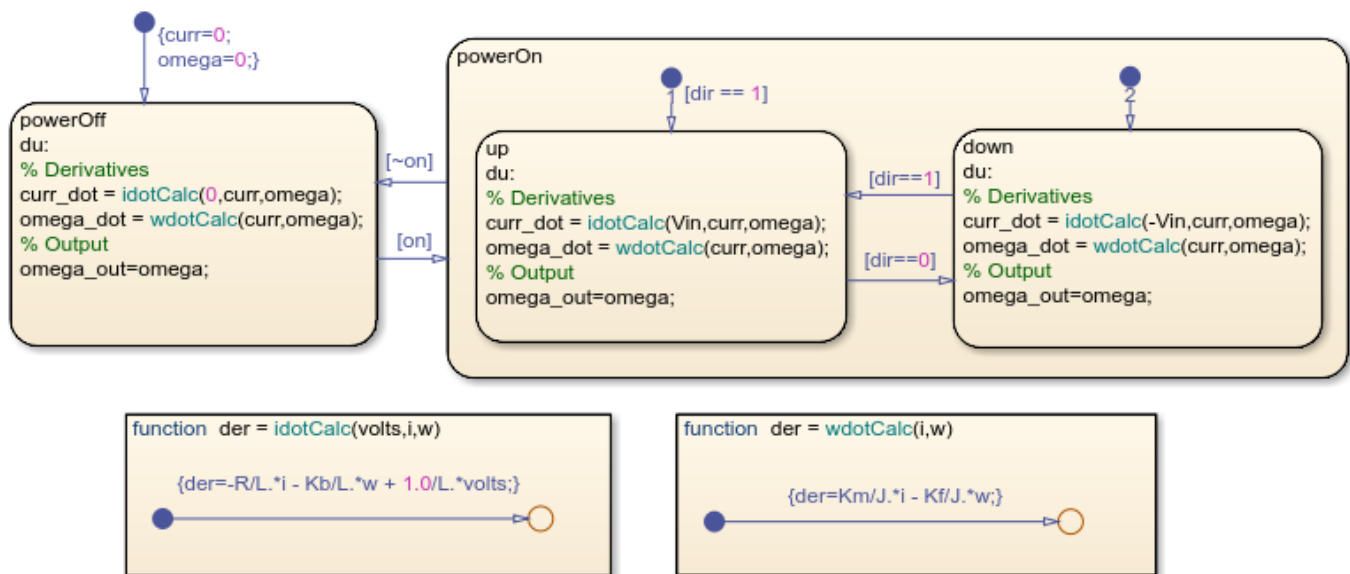 {curr=0;
omega=0;}
powerOff
du:
% Derivatives
curr_dot = idotCalc(0,curr,omega);
omega_dot = wdotCalc(curr,omega);
% Output
omega_out=omega;
[~on]
[on]
powerOn
1
[dir == 1]
2
up
du:
% Derivatives
curr_dot = idotCalc(Vin,curr,omega);
omega_dot = wdotCalc(curr,omega);
% Output
omega_out=omega;
[dir==1]
[dir==0]
down
du:
% Derivatives
curr_dot = idotCalc(-Vin,curr,omega);
omega_dot = wdotCalc(curr,omega);
% Output
omega_out=omega;
function der = idotCalc(volts,i,w)
{der=-R/L.*i - Kb/L.*w + 1.0/L.*volts;}
function der = wdotCalc(i,w)
{der=Km/J.*i - Kf/J.*w;}